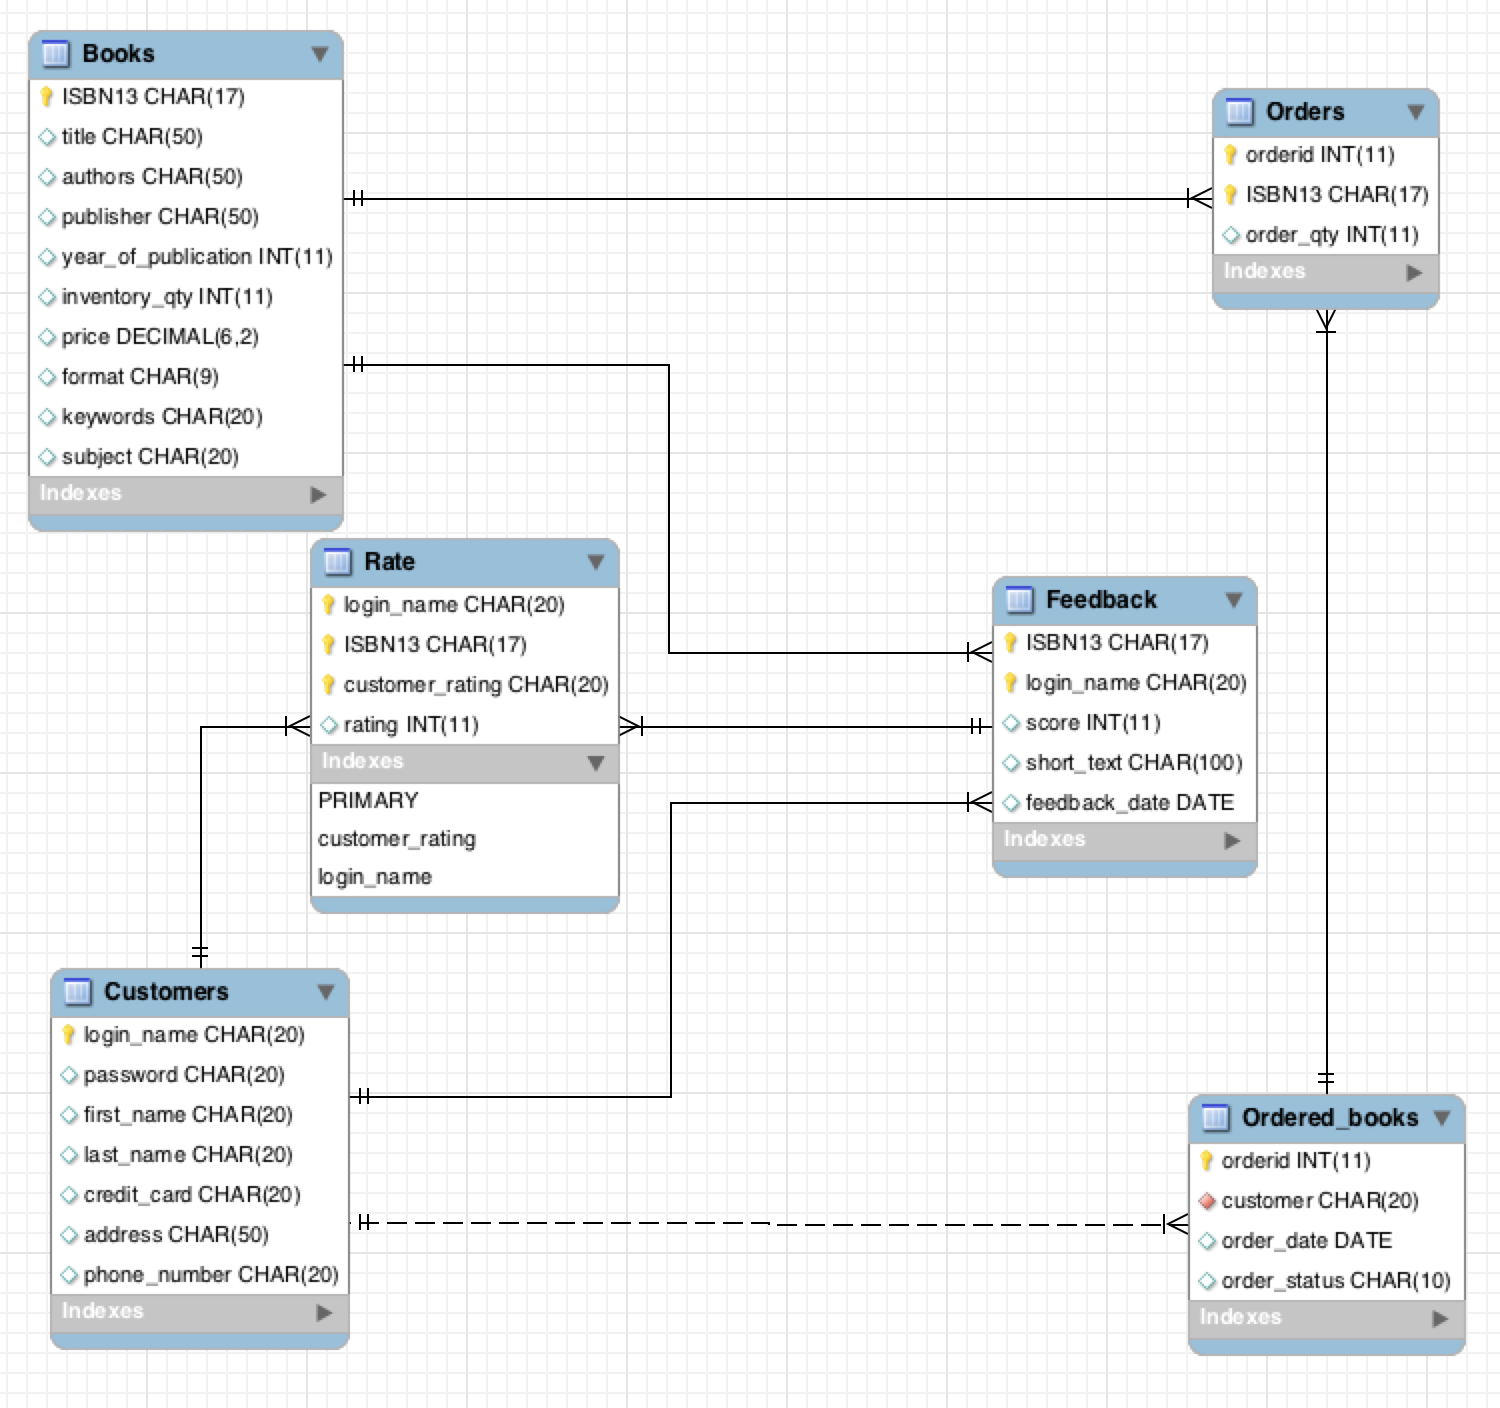 Books
ISBN13 CHAR(17)
title CHAR(50)
authors CHAR(50)
publisher CHAR(50)
year_of_publication INT(11)
inventory_qty INT(11)
price DECIMAL(6,2)
format CHAR(9)
keywords CHAR(20)
subject CHAR(20)
Indexes
Orders
orderid INT(11)
ISBN13 CHAR(17)
order_qty INT(11)
Indexes
Rate
login_name CHAR(20)
ISBN13 CHAR(17)
customer_rating CHAR(20)
rating INT(11)
Indexes
PRIMARY
customer_rating
login_name
Feedback
ISBN13 CHAR(17)
login_name CHAR(20)
score INT(11)
short_text CHAR(100)
feedback_date DATE
Indexes
Customers
login_name CHAR(20)
password CHAR(20)
first_name CHAR(20)
last_name CHAR(20)
credit_card CHAR(20)
address CHAR(50)
phone_number CHAR(20)
Indexes
Ordered_books
orderid INT(11)
customer CHAR(20)
order_date DATE
order_status CHAR(10)
Indexes